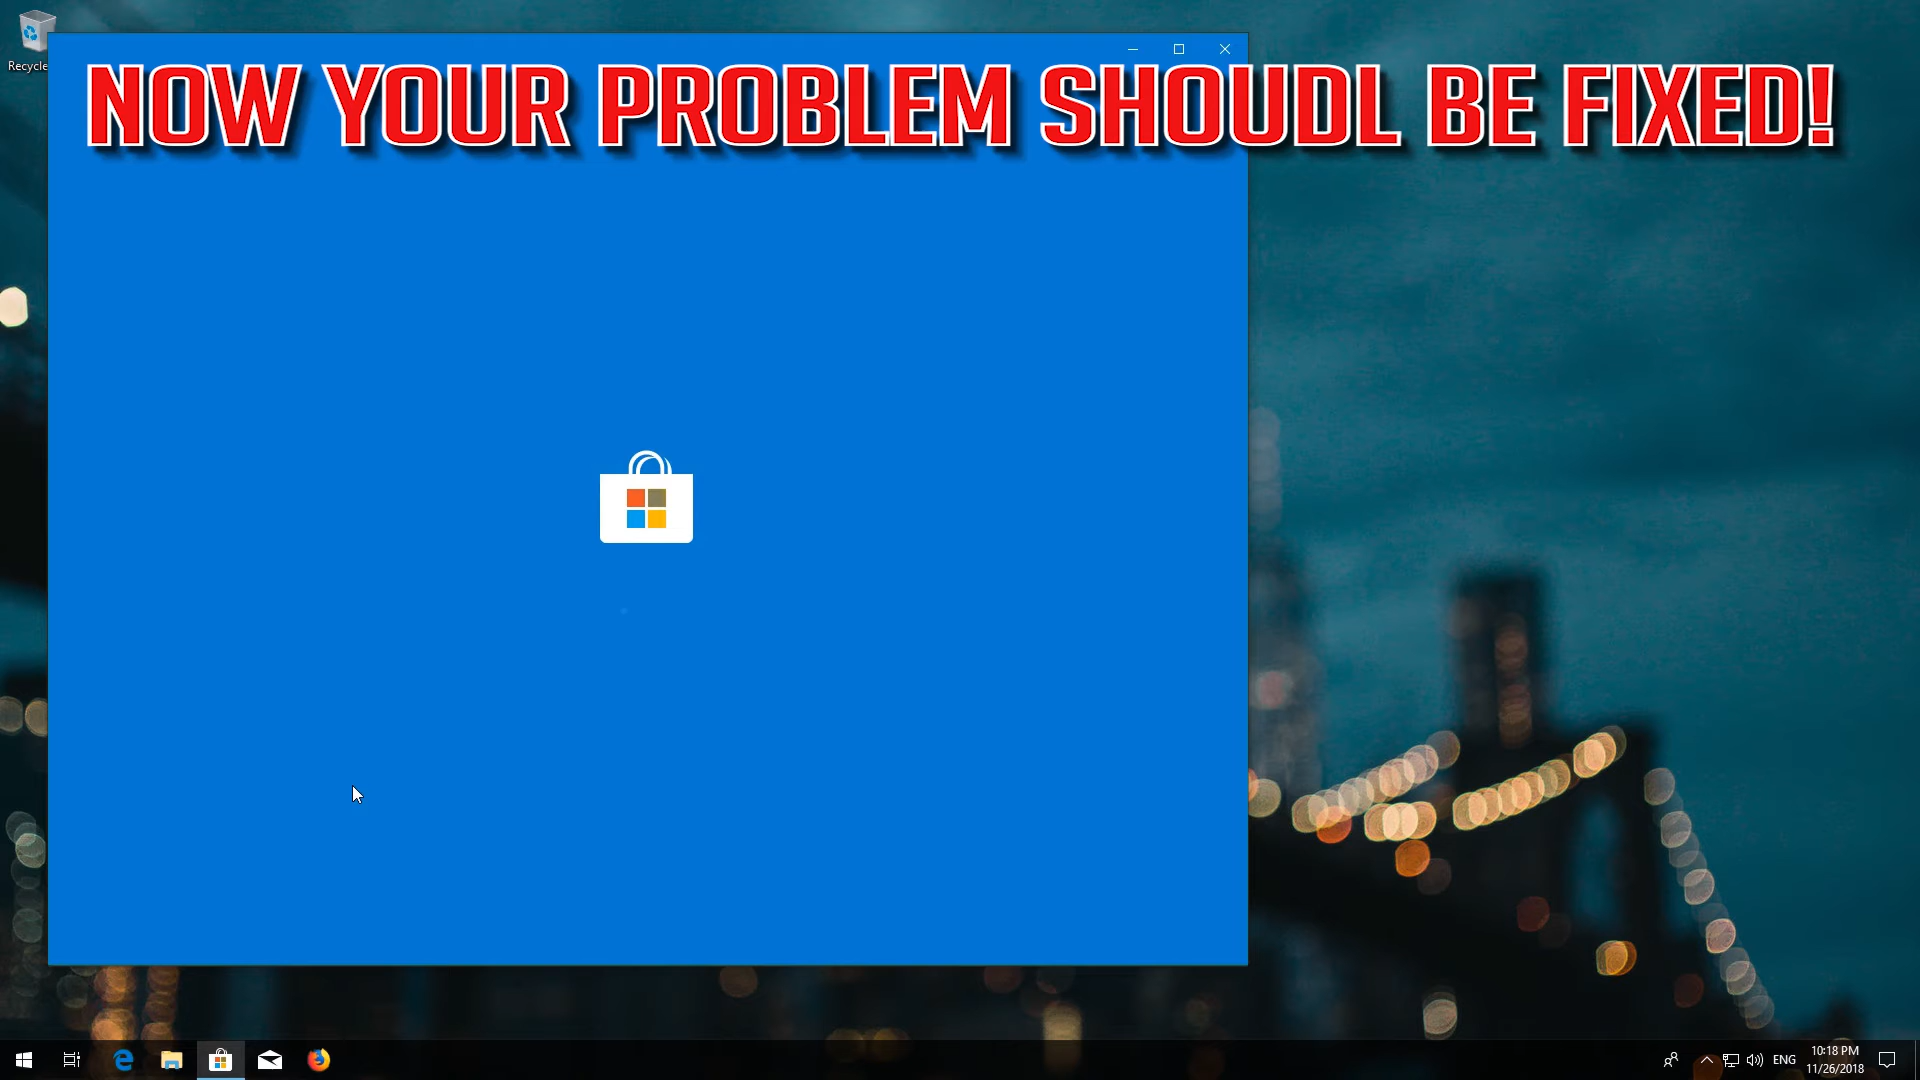 Recycle
NOW YOUR PROBLEM SHOUDL BE FIXED!
ENG
10:18 PM
11/26/2018